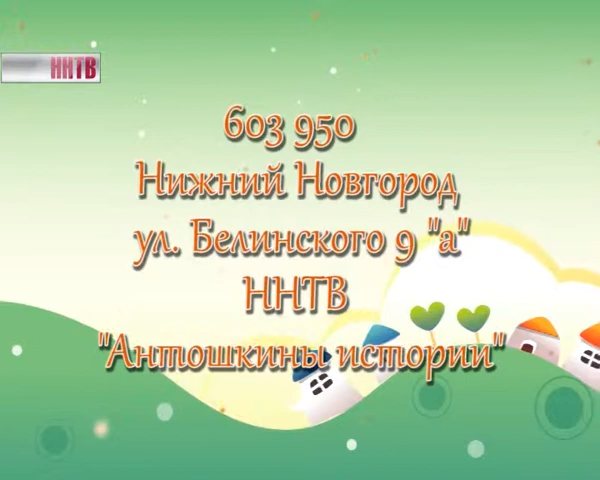 ННТВ
603 950
Нижний Новгород
ул. Белинского 9 "а"
ННТВ
"Антошкины истории"